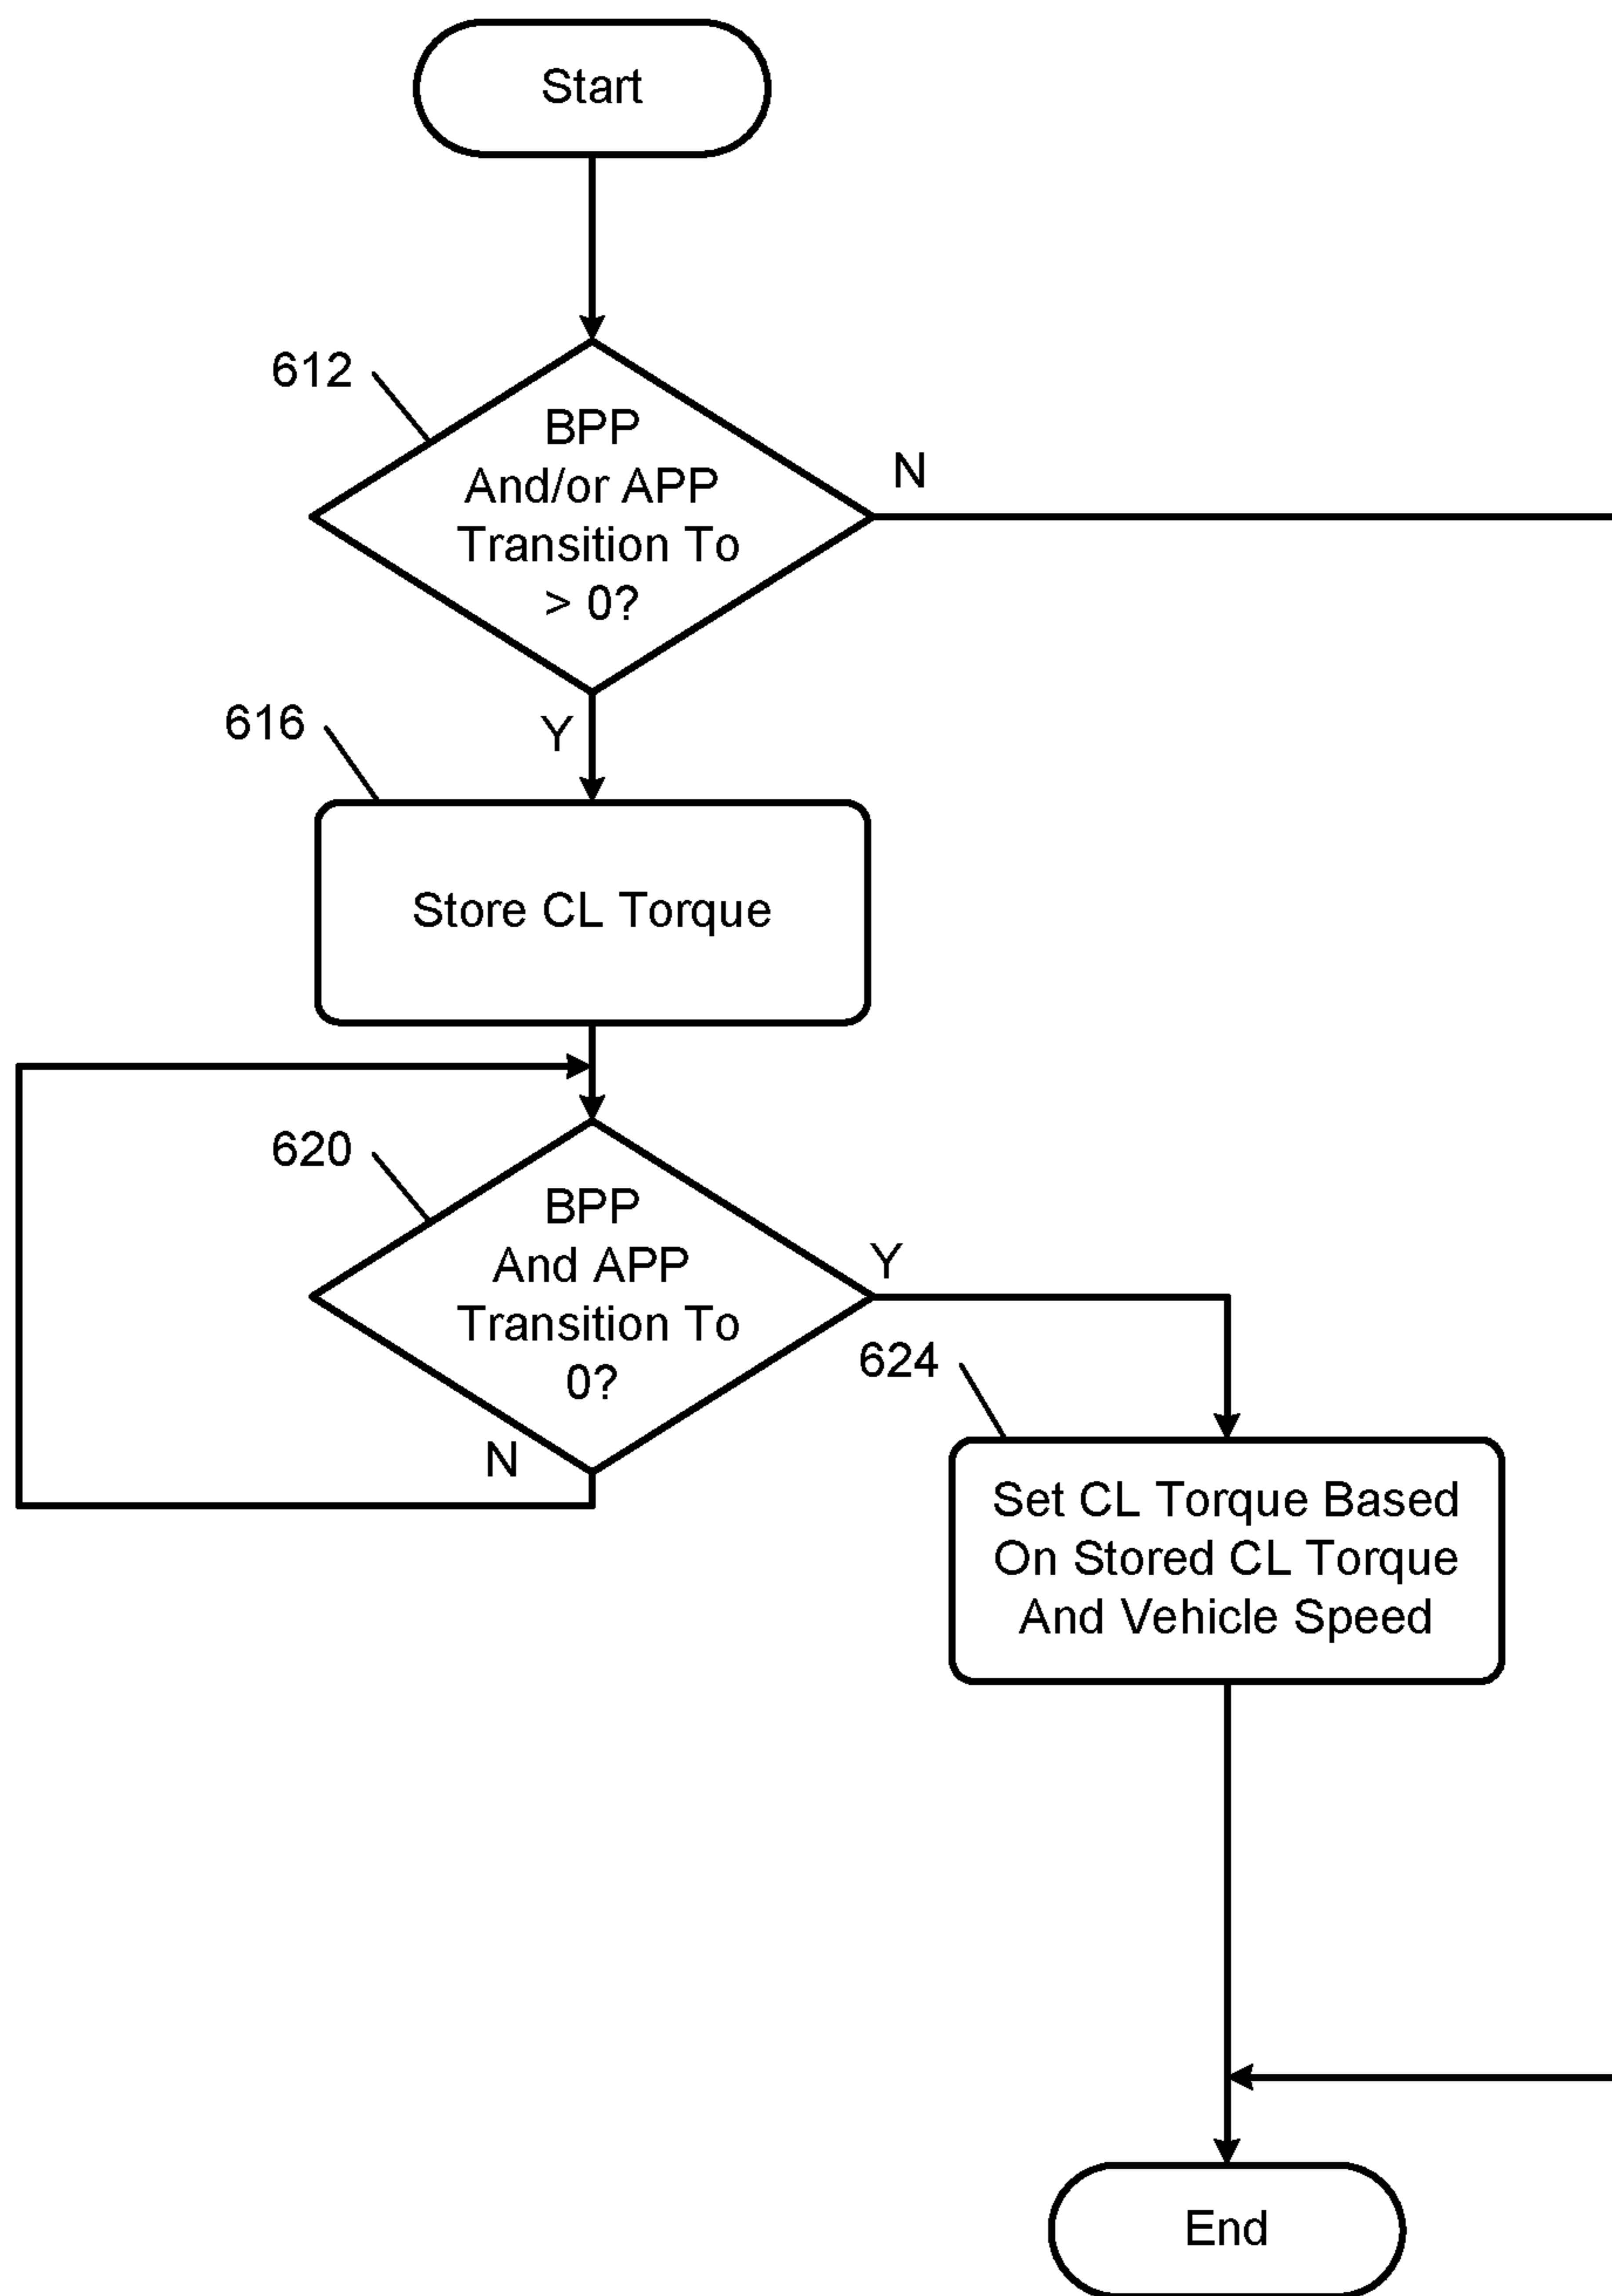 Start
612
BPP
And/or APP
Transition To
> 0?
N
Y
616
Store CL Torque
620
BPP
And APP
Transition To
0?
Y
N
624
Set CL Torque Based
On Stored CL Torque
And Vehicle Speed
End